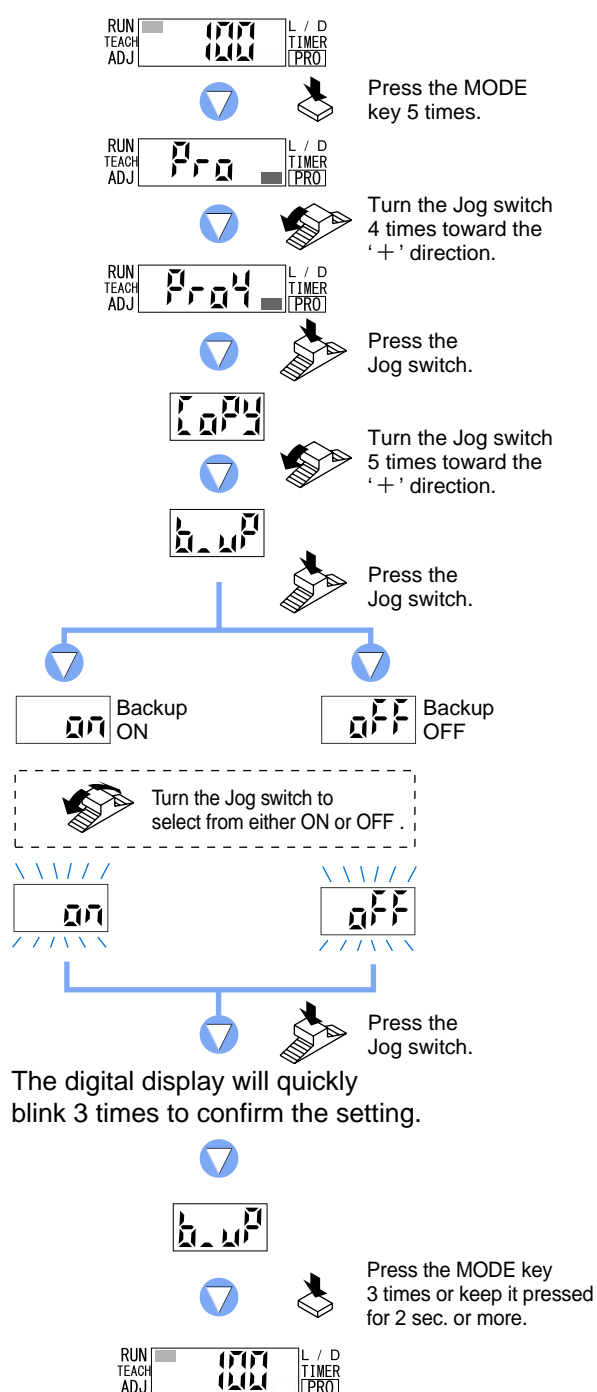 RUN
TEACH
ADJ
100
L / D
TIMER
PRO
Press the MODE
key 5 times.
RUN
TEACH
ADJ
Pro
L / D
TIMER
PRO
Turn the Jog switch
4 times toward the
‘＋’ direction.
RUN
TEACH
ADJ
Pro4
L / D
TIMER
PRO
Press the
Jog switch.
CoPy
Turn the Jog switch
5 times toward the
‘＋’ direction.
b_uP
Press the
Jog switch.
on
Backup
ON
oFF
Backup
OFF
Turn the Jog switch to
select from either ON or OFF .
on
oFF
Press the
Jog switch.
The digital display will quickly
blink 3 times to confirm the setting.
b_uP
Press the MODE key
3 times or keep it pressed
for 2 sec. or more.
RUN
TEACH
ADJ
100
L / D
TIMER
PRO